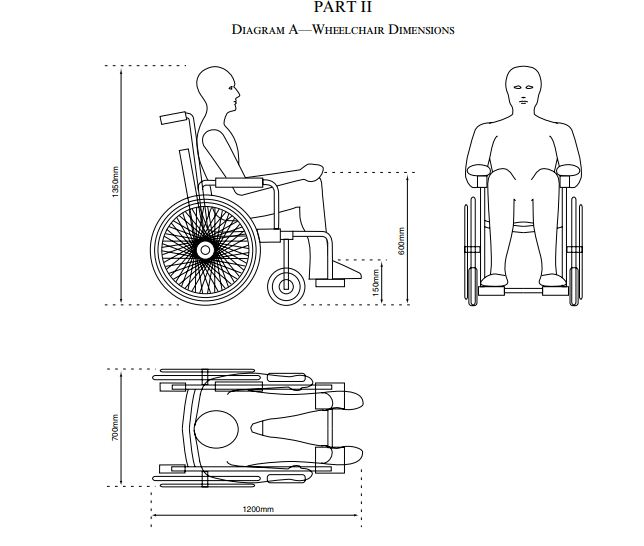 PART II
DIAGRAM A—WHEELCHAIR DIMENSIONS
1350mm
600mm
150mm
700mm
1200mm